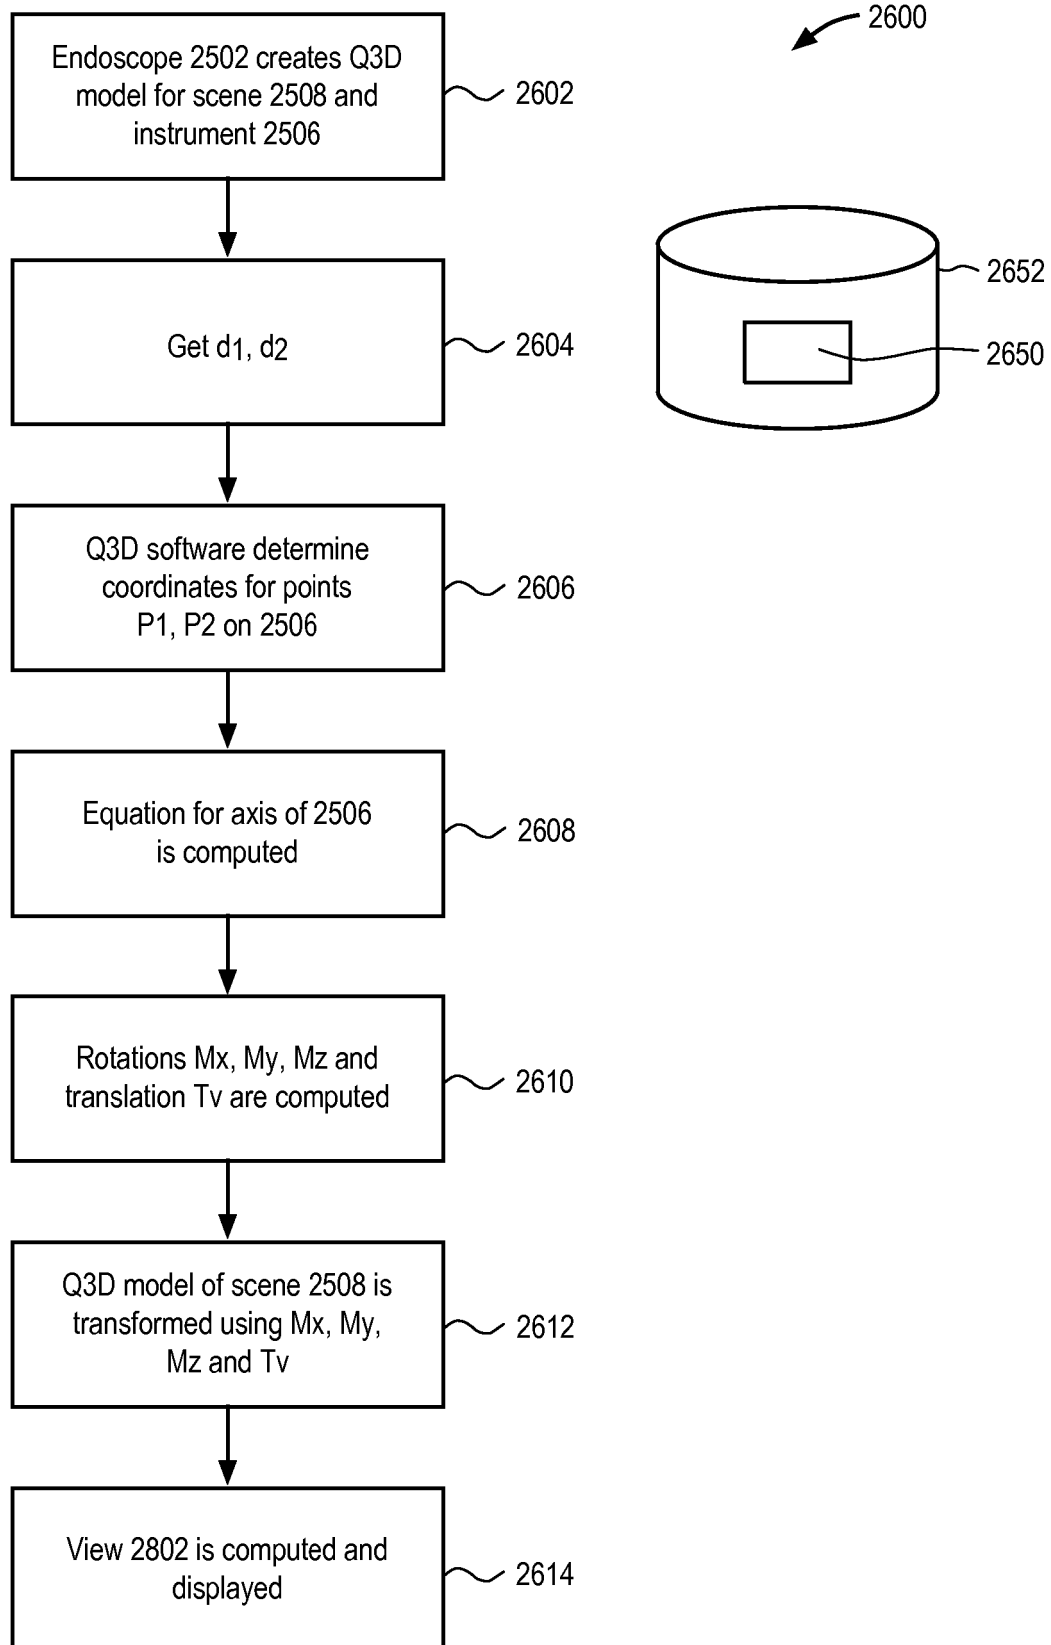 Endoscope 2502 creates Q3D
model for scene 2508 and
instrument 2506
2602
Get d1, d2
2604
Q3D software determine
coordinates for points
P1, P2 on 2506
2606
Equation for axis of 2506
is computed
2608
Rotations Mx, My, Mz and
translation Tv are computed
2610
Q3D model of scene 2508 is
transformed using Mx, My,
Mz and Tv
2612
View 2802 is computed and
displayed
2614
2600
2652
2650